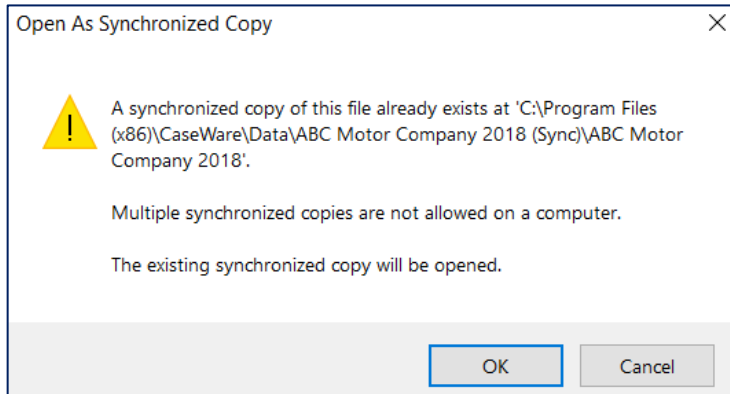 Open As Synchronized Copy
A synchronized copy of this file already exists at 'C:\Program Files
(x86)\CaseWare\Data\ABC Motor Company 2018 (Sync)\ABC Motor
Company 2018'.
Multiple synchronized copies are not allowed on a computer.
The existing synchronized copy will be opened.
OK
Cancel